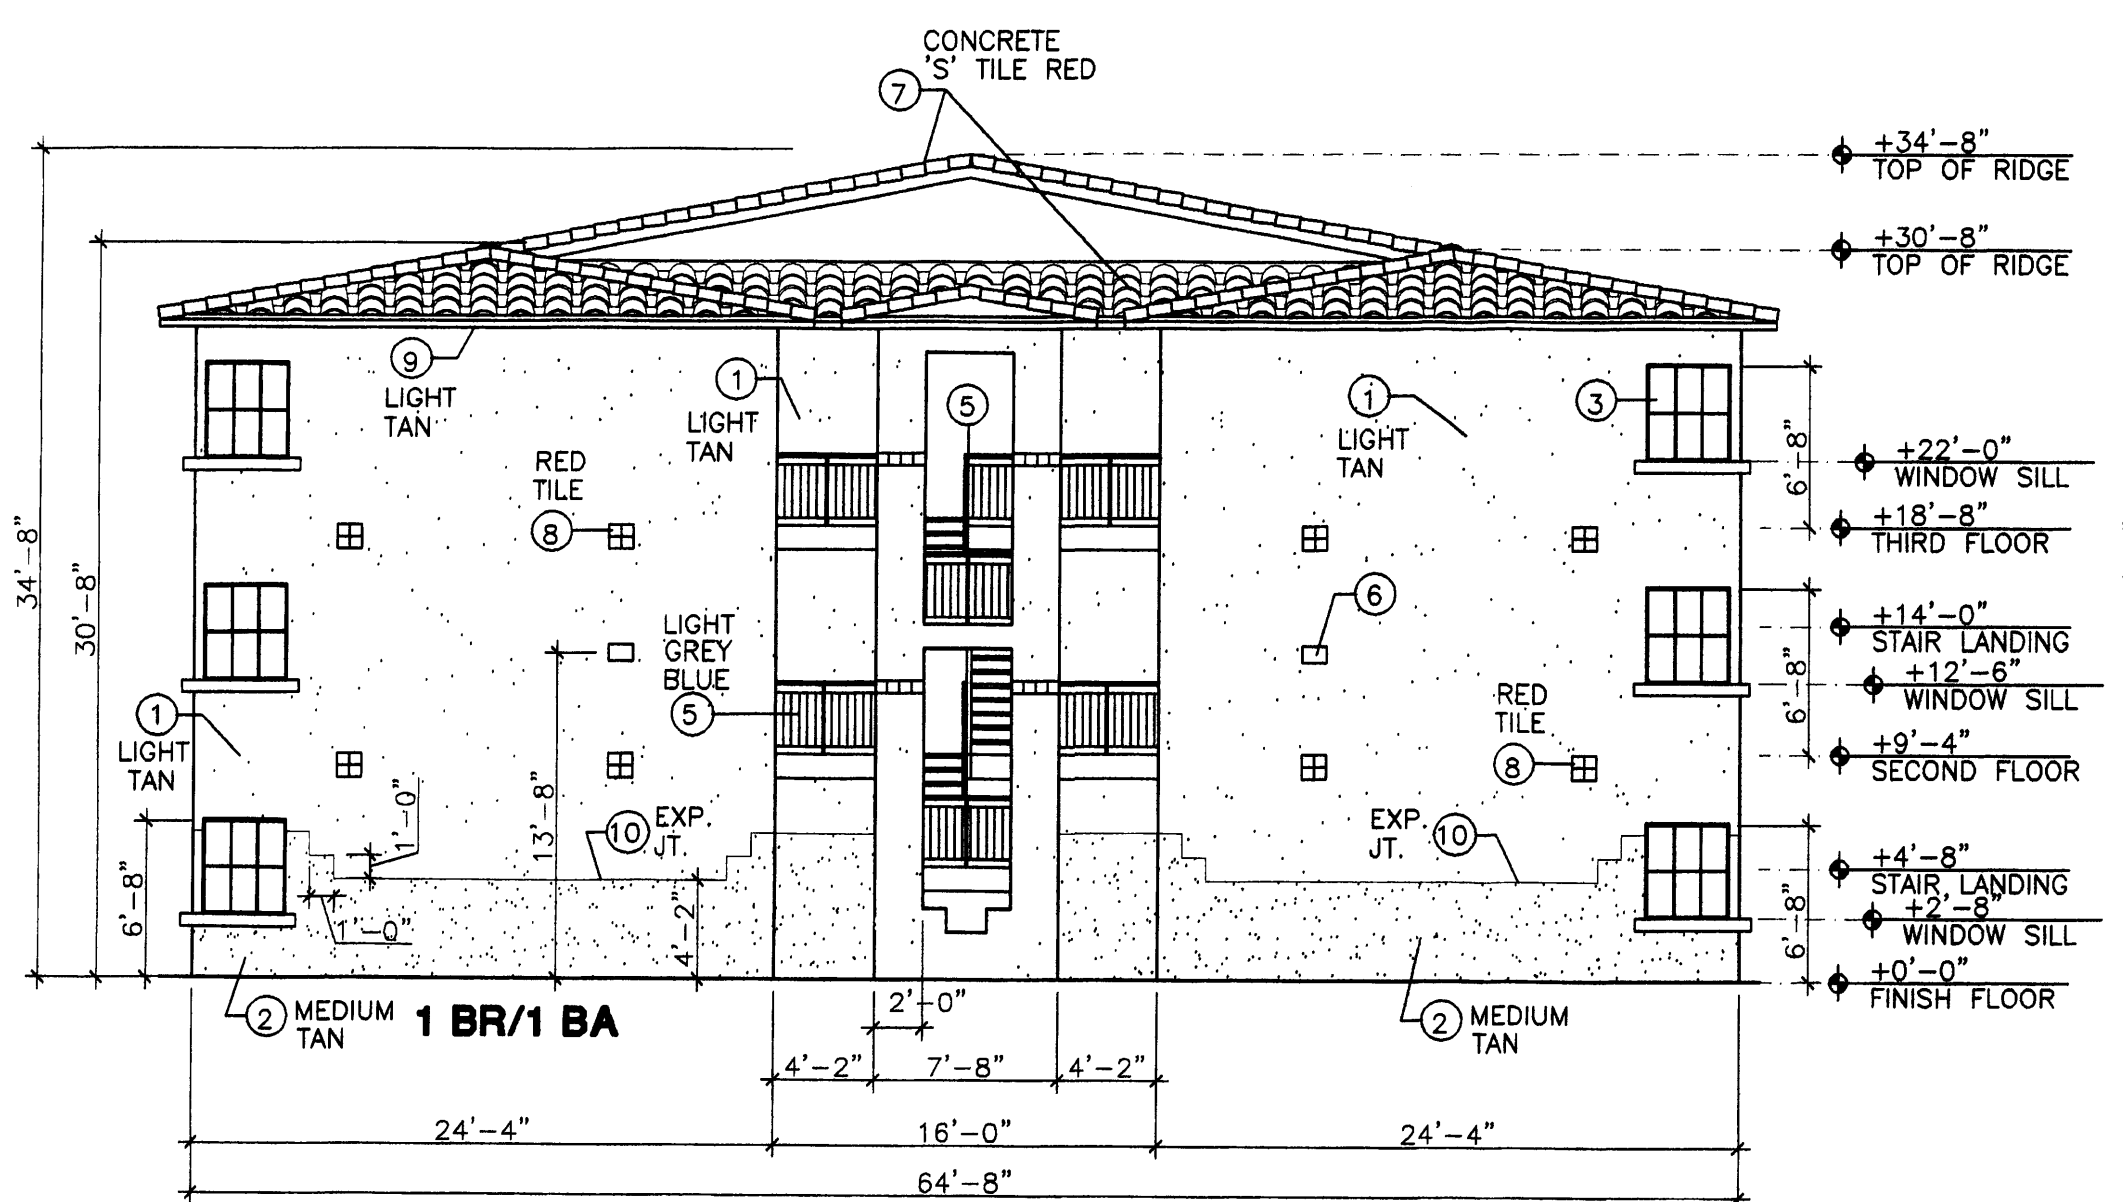 CONCRETE
'S' TILE RED
7
+34'-8"
TOP OF RIDGE
+30'-8"
TOP OF RIDGE
9
LIGHT
TAN
1
LIGHT
TAN
5
1
LIGHT
TAN
3
6'-8"
+22'-0"
WINDOW SILL
RED
TILE
8
+18'-8"
THIRD FLOOR
34'-8"
30'-8"
6
LIGHT
GREY
BLUE
5
+14'-0"
STAIR LANDING
6'-8"
+12'-6"
WINDOW SILL
1
LIGHT
TAN
RED
TILE
8
+9'-4"
SECOND FLOOR
1'-0"
13'-8"
10
EXP.
JT.
EXP.
JT.
10
6'-8"
1'-0"
4'-2"
6'-8"
+4'-8"
STAIR LANDING
+2'-8"
WINDOW SILL
+0'-0"
FINISH FLOOR
2
MEDIUM
TAN
1 BR/1 BA
2'-0"
2
MEDIUM
TAN
4'-2"
7'-8"
4'-2"
24'-4"
16'-0"
24'-4"
64'-8"